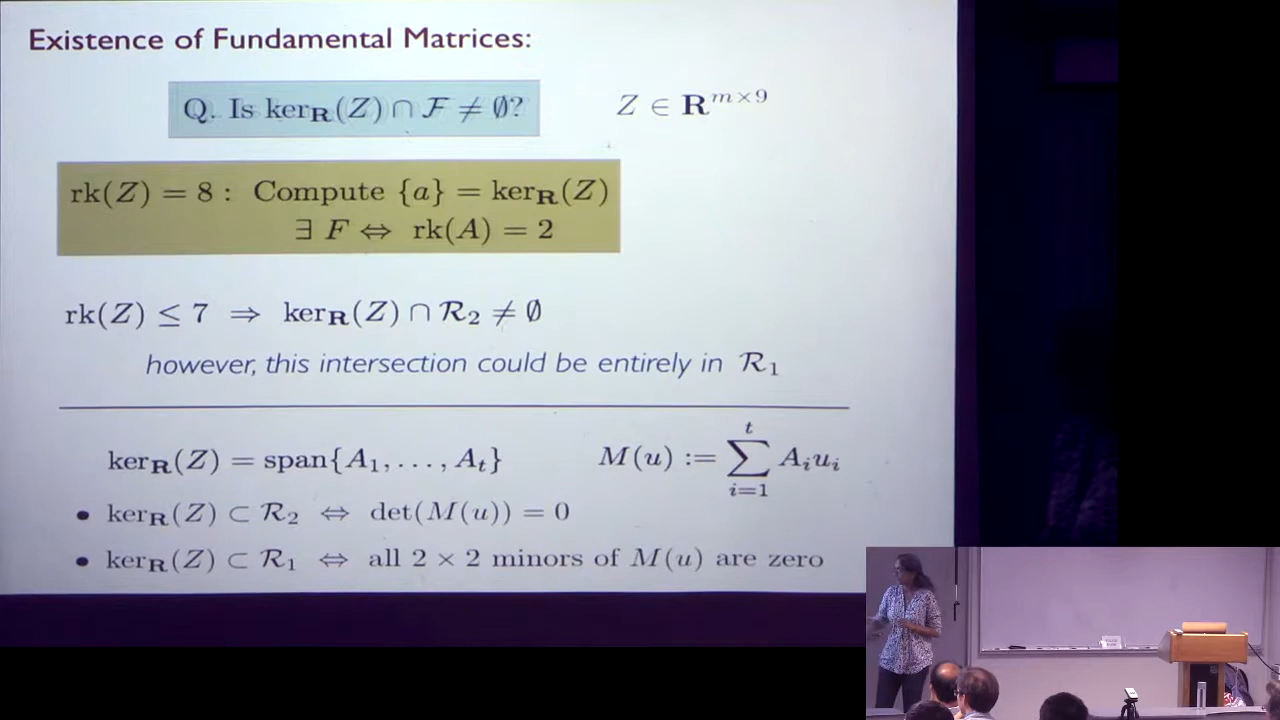 Existence of Fundamental Matrices:
Q. Is ker_R(Z) ∩ F ≠ ∅?
Z ∈ R^{m×9}
rk(Z) = 8 : Compute {a} = ker_R(Z)
∃ F ⇔ rk(A) = 2
rk(Z) ≤ 7 ⇒ ker_R(Z) ∩ R_2 ≠ ∅
however, this intersection could be entirely in R_1
ker_R(Z) = span{A_1, . . . , A_t}
M(u) := ∑_{i=1}^{t} A_i u_i
• ker_R(Z) ⊂ R_2 ⇔ det(M(u)) = 0
• ker_R(Z) ⊂ R_1 ⇔ all 2 × 2 minors of M(u) are zero